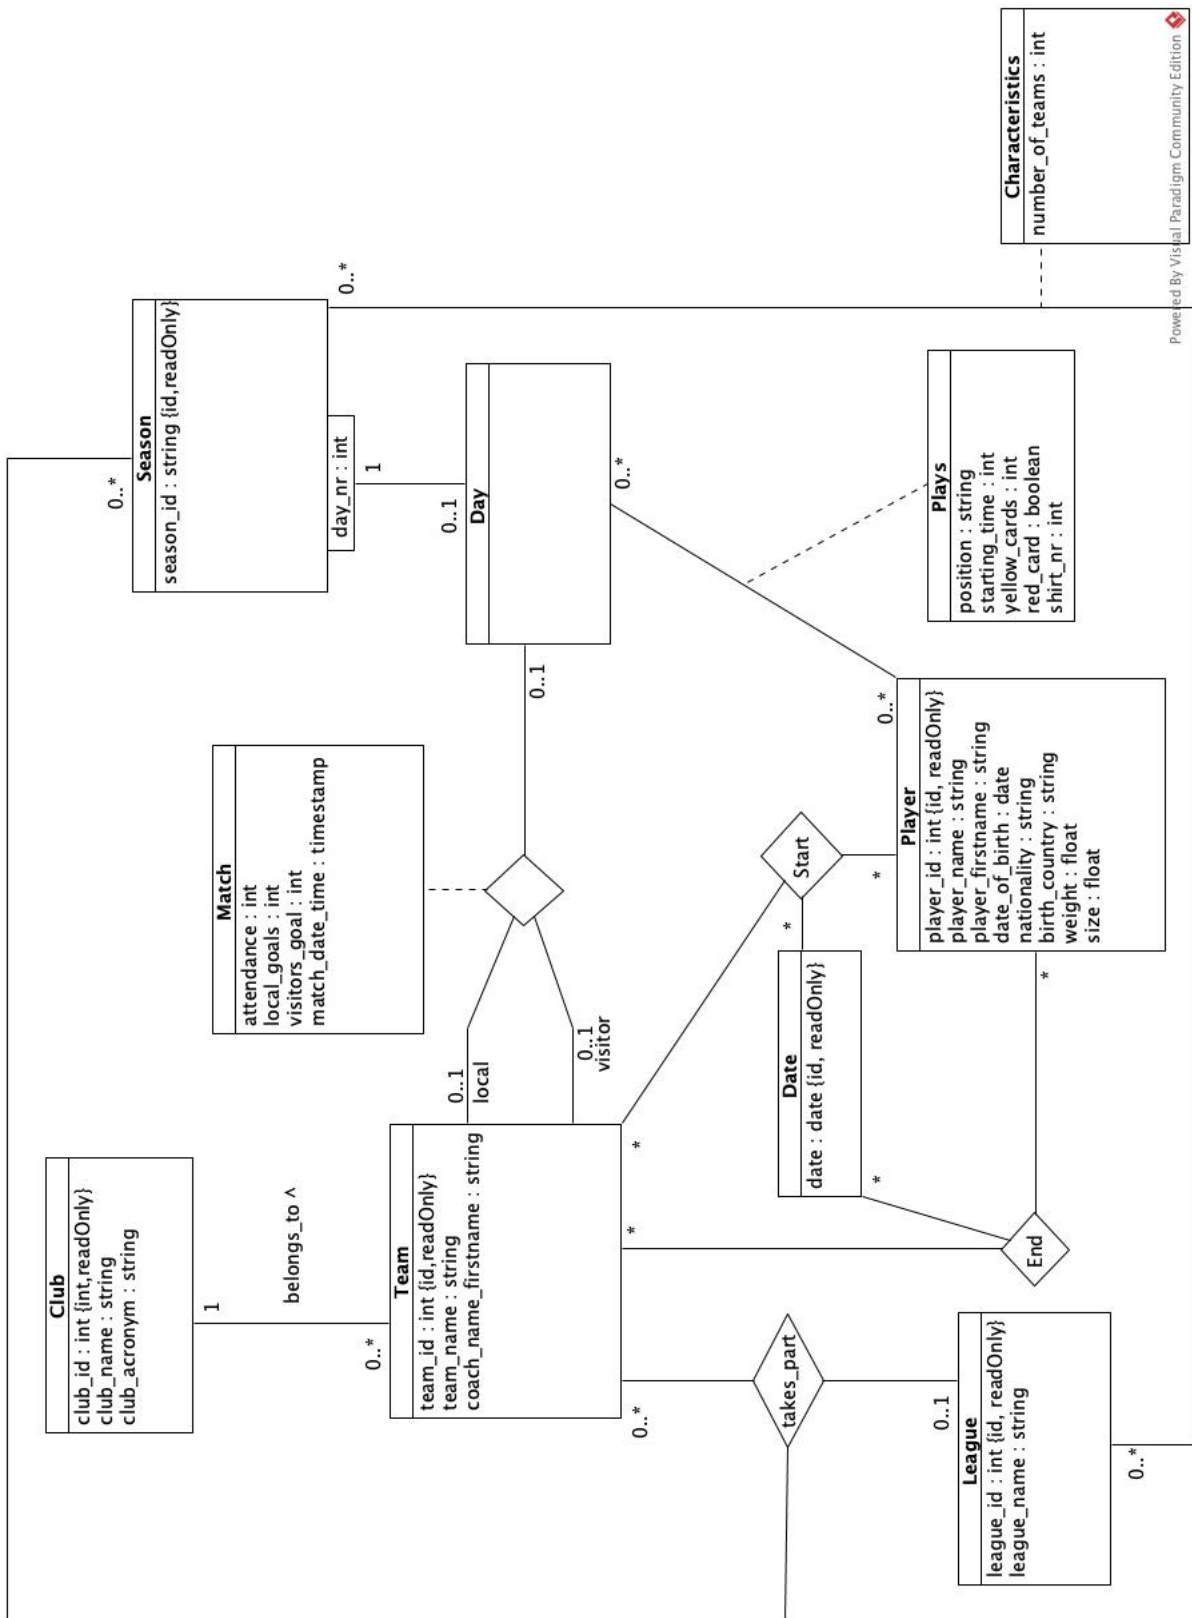 Club
club_id : int {int,readOnly}
club_name : string
club_acronym : string
1
belongs_to ^
0..*
Team
team_id : int {id,readOnly}
team_name : string
coach_name_firstname : string
0..1
local
0..1
visitor
Match
attendance : int
local_goals : int
visitors_goal : int
match_date_time : timestamp
0..*
Season
season_id : string {id,readOnly}
0..*
day_nr : int
1
0..1
Day
0..1
0..*
0..*
takes_part
0..1
League
league_id : int {id, readOnly}
league_name : string
0..*
*
*
End
*
Date
date : date {id, readOnly}
*
Start
*
*
0..*
Player
player_id : int {id, readOnly}
player_name : string
player_firstname : string
date_of_birth : date
nationality : string
birth_country : string
weight : float
size : float
Plays
position : string
starting_time : int
yellow_cards : int
red_card : boolean
shirt_nr : int
Characteristics
number_of_teams : int
Powered By Visual Paradigm Community Edition